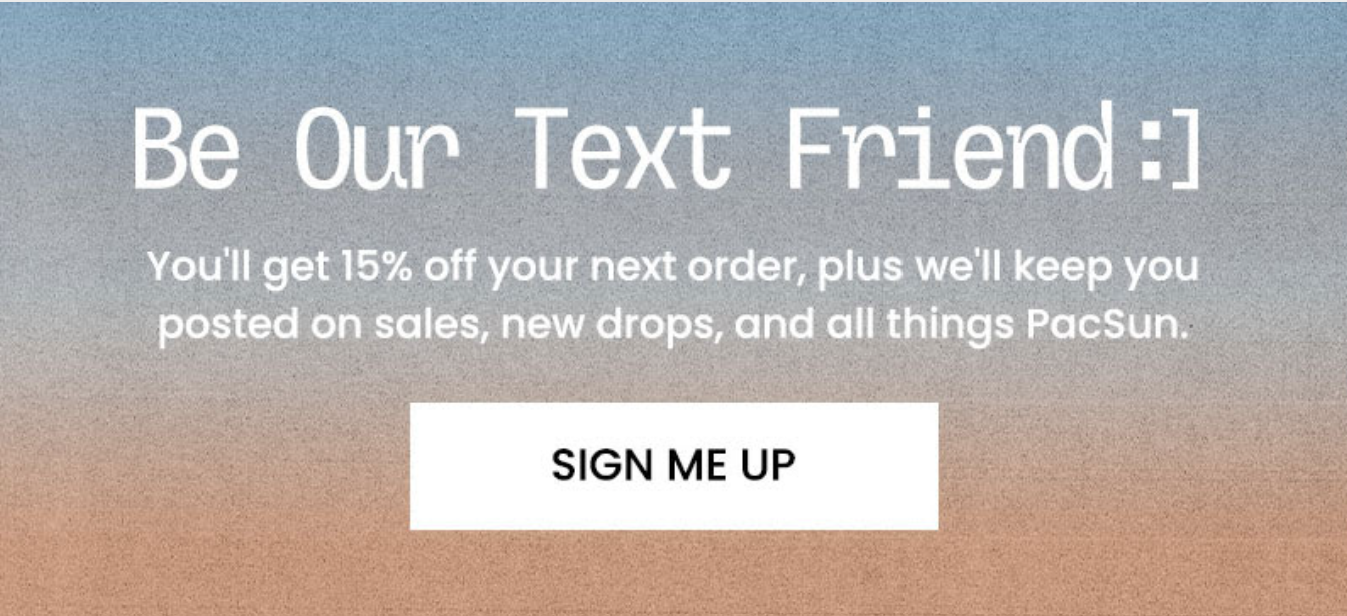 Be Our Text Friend:]
You'll get 15% off your next order, plus we'll keep you
posted on sales, new drops, and all things PacSun.
SIGN ME UP